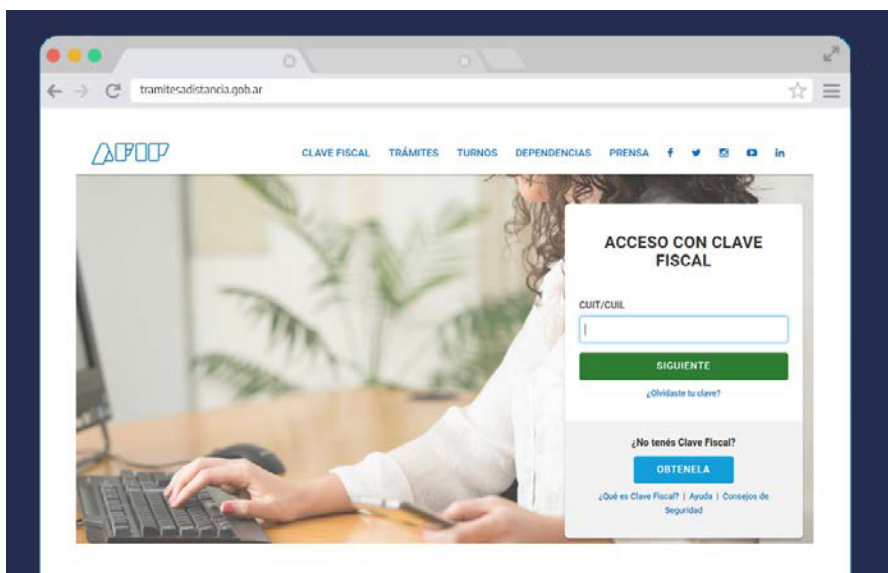 tramitesadistancia.gob.ar
AFIP
CLAVE FISCAL TRÁMITES TURNOS DEPENDENCIAS PRENSA
ACCESO CON CLAVE
FISCAL
CUIT/CUIL
SIGUIENTE
¿Olvidaste tu clave?
¿No tenés Clave Fiscal?
OBTENELA
¿Qué es Clave Fiscal? | Ayuda | Consejos de
Seguridad